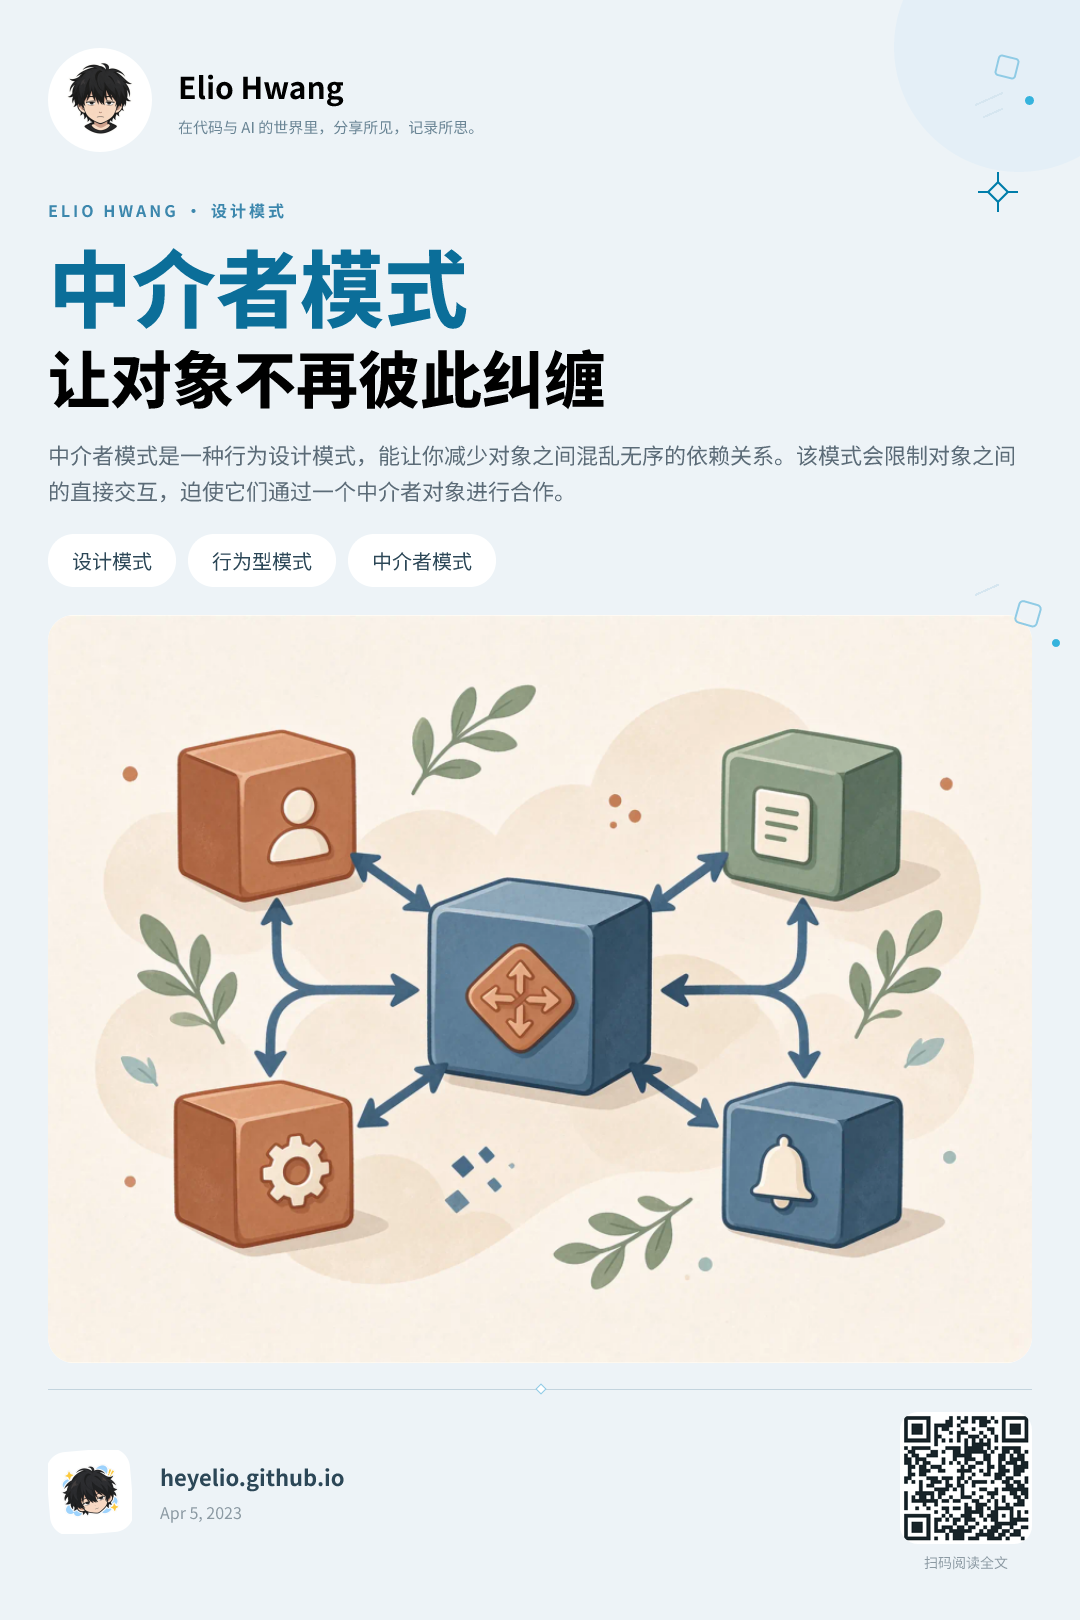 Elio Hwang
在代码与 AI 的世界里，分享所见，记录所思。
ELIO HWANG • 设计模式
中介者模式
让对象不再彼此纠缠
中介者模式是一种行为设计模式，能让你减少对象之间混乱无序的依赖关系。该模式会限制对象之间
的直接交互，迫使它们通过一个中介者对象进行合作。
设计模式
行为型模式
中介者模式
heyelio.github.io
Apr 5, 2023
扫码阅读全文